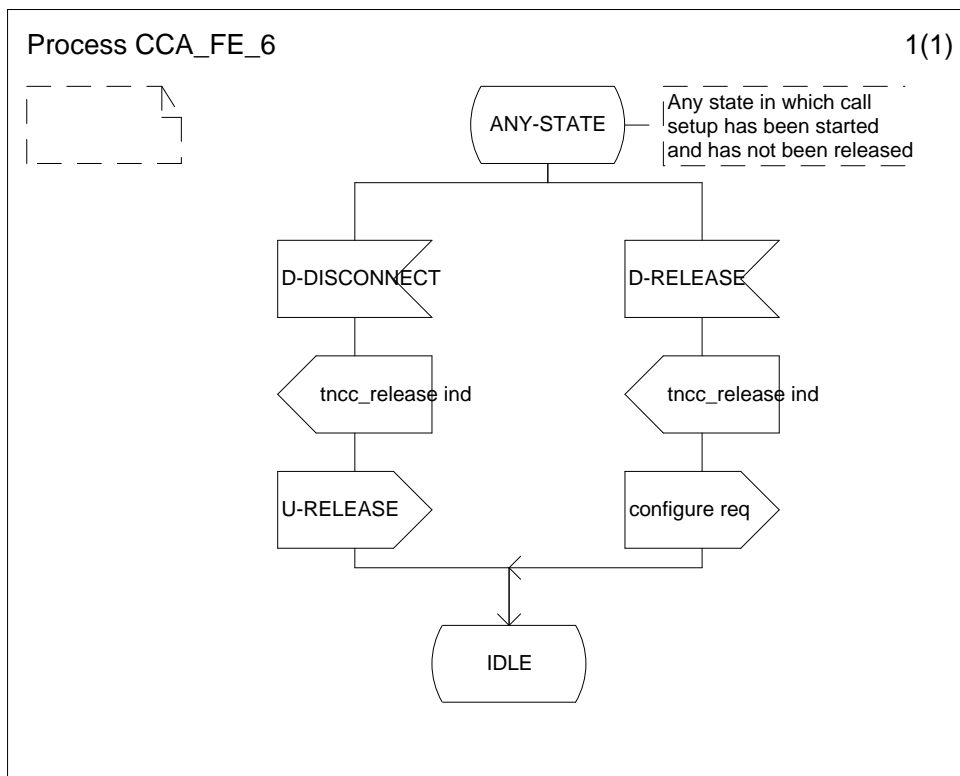 Process CCA_FE_6
1(1)
ANY-STATE
Any state in which call
setup has been started
and has not been released
D-DISCONNECT
D-RELEASE
tncc_release ind
tncc_release ind
U-RELEASE
configure req
IDLE